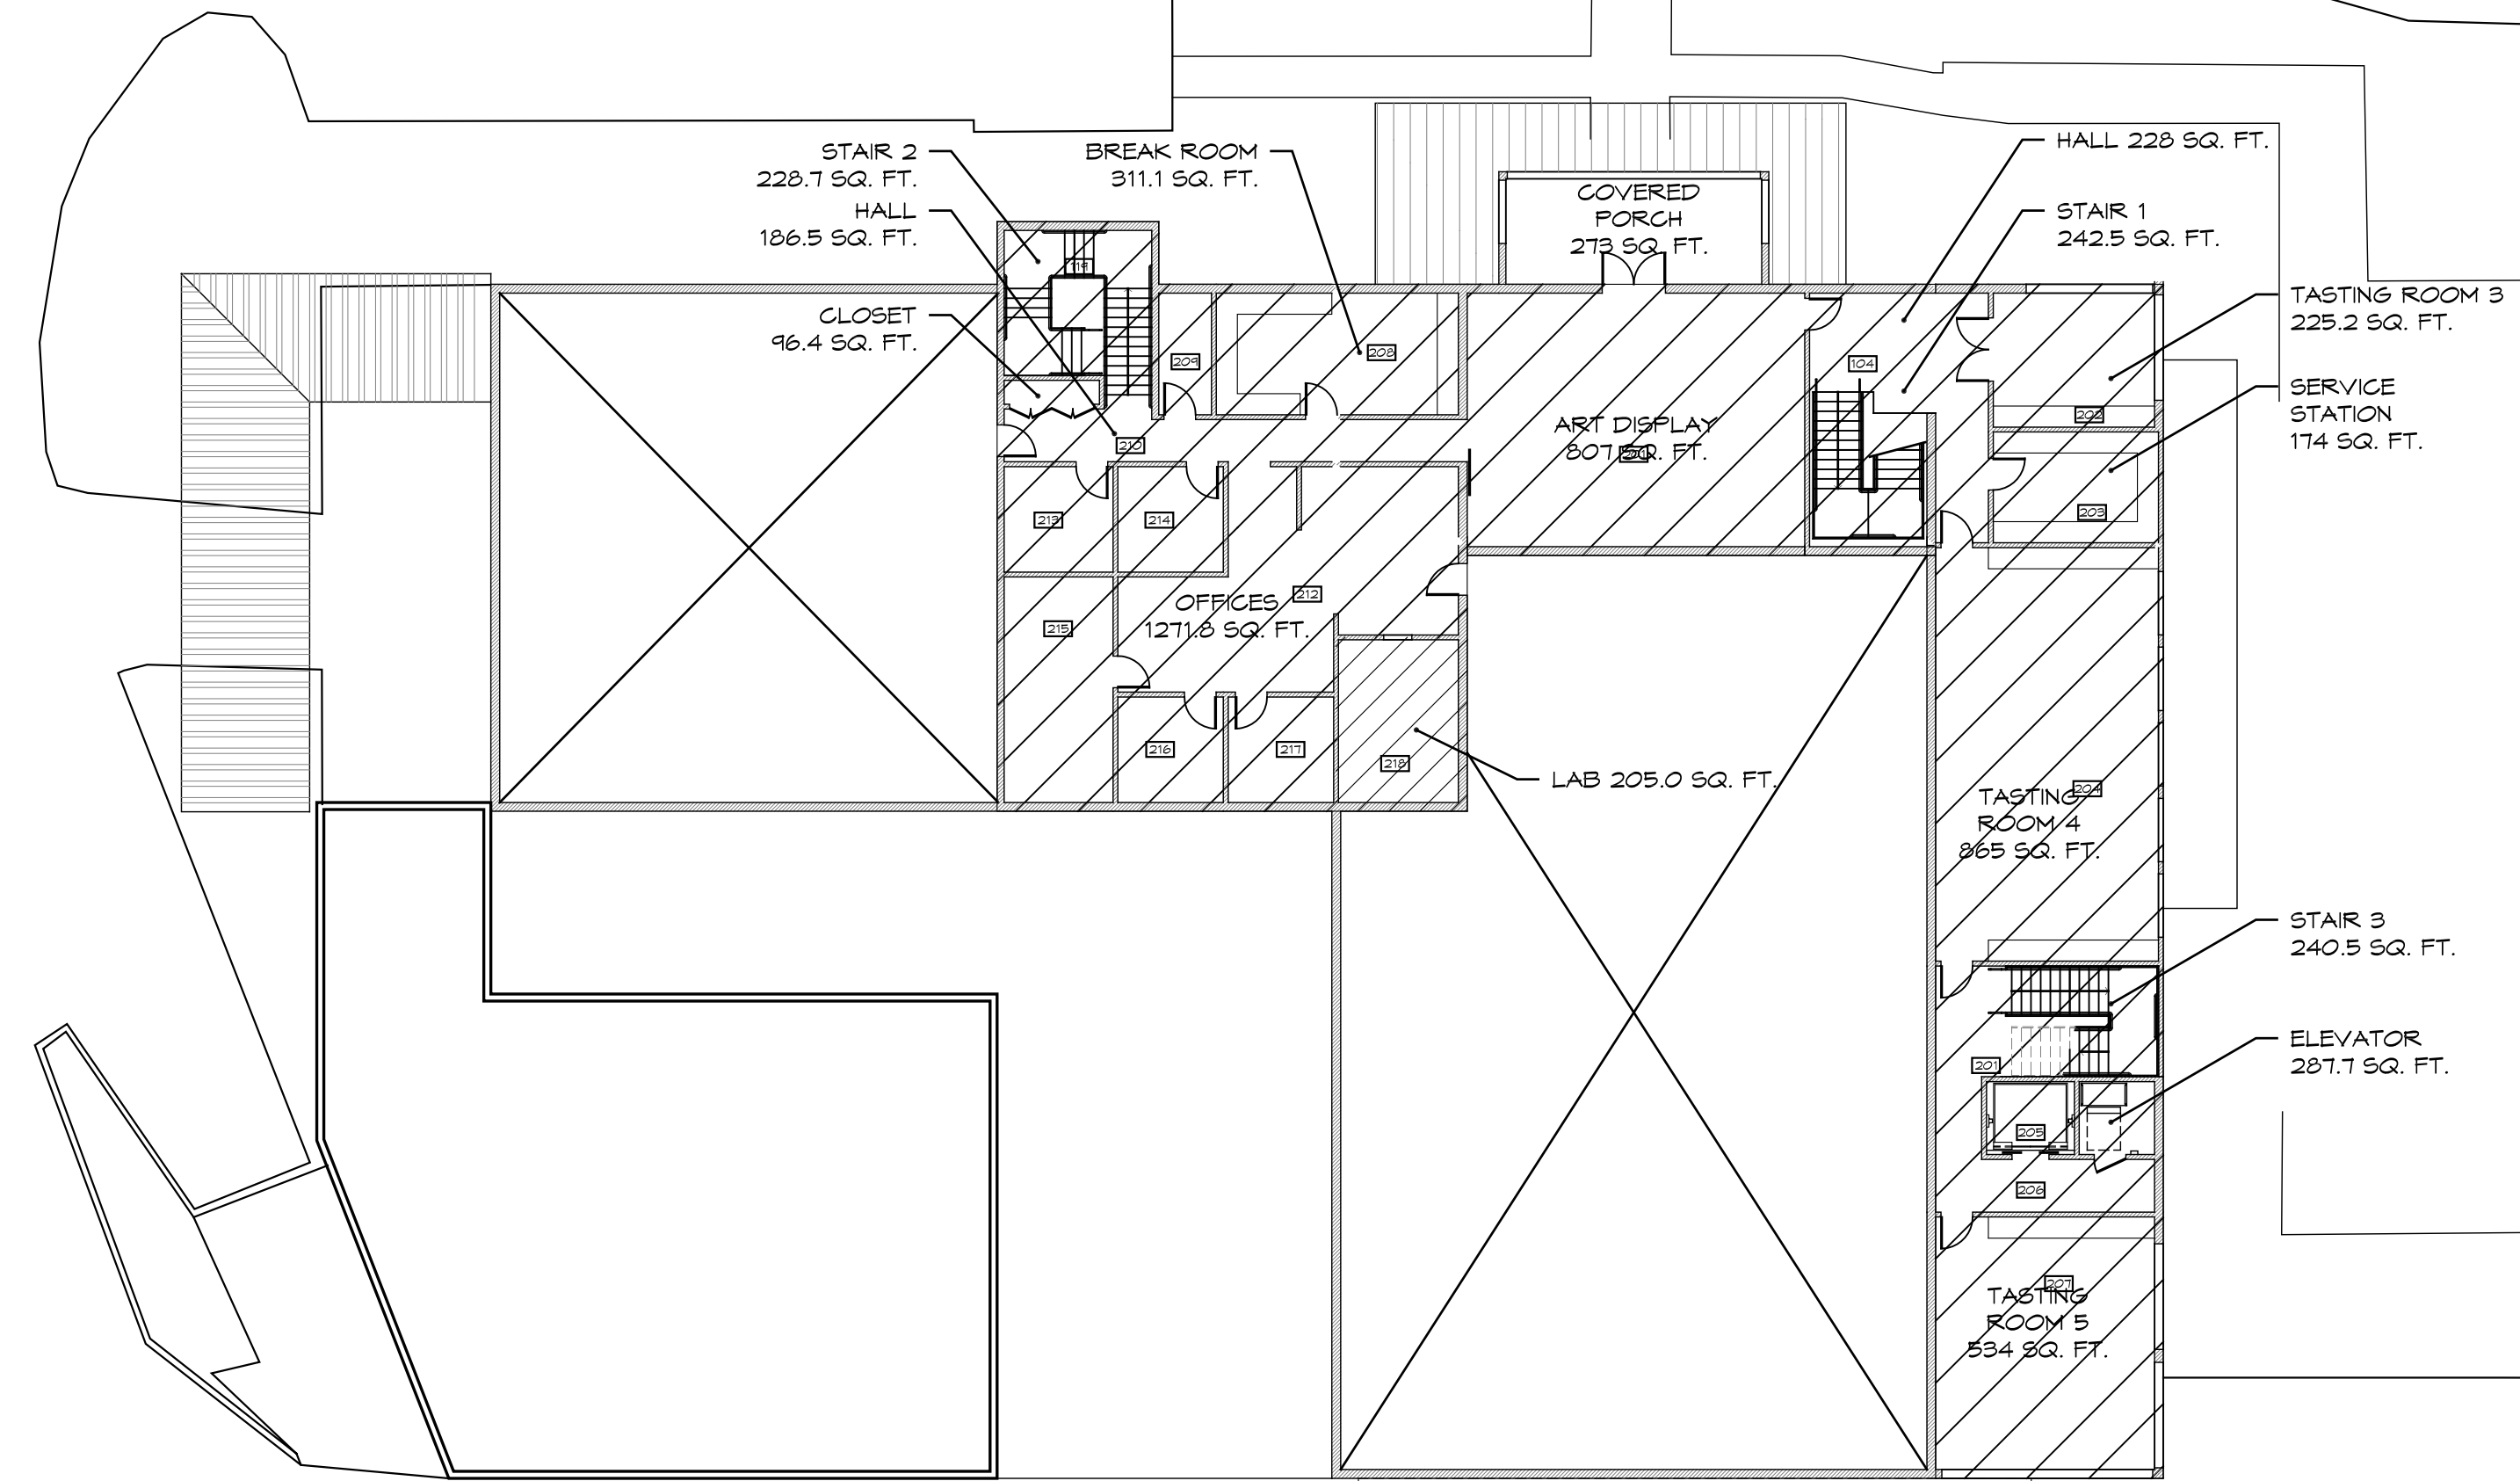 STAIR 2
228.7 SQ. FT.
HALL
186.5 SQ. FT.
CLOSET
96.4 SQ. FT.
BREAK ROOM
311.1 SQ. FT.
COVERED
PORCH
273 SQ. FT.
HALL 228 SQ. FT.
STAIR 1
242.5 SQ. FT.
TASTING ROOM 3
225.2 SQ. FT.
SERVICE
STATION
174 SQ. FT.
119
209
208
104
202
ART DISPLAY
807 SQ. FT.
210
203
213
214
OFFICES
1271.8 SQ. FT.
212
215
216
217
218
LAB 205.0 SQ. FT.
204
TASTING
ROOM 4
865 SQ. FT.
STAIR 3
240.5 SQ. FT.
ELEVATOR
287.7 SQ. FT.
201
205
206
207
TASTING
ROOM 5
534 SQ. FT.